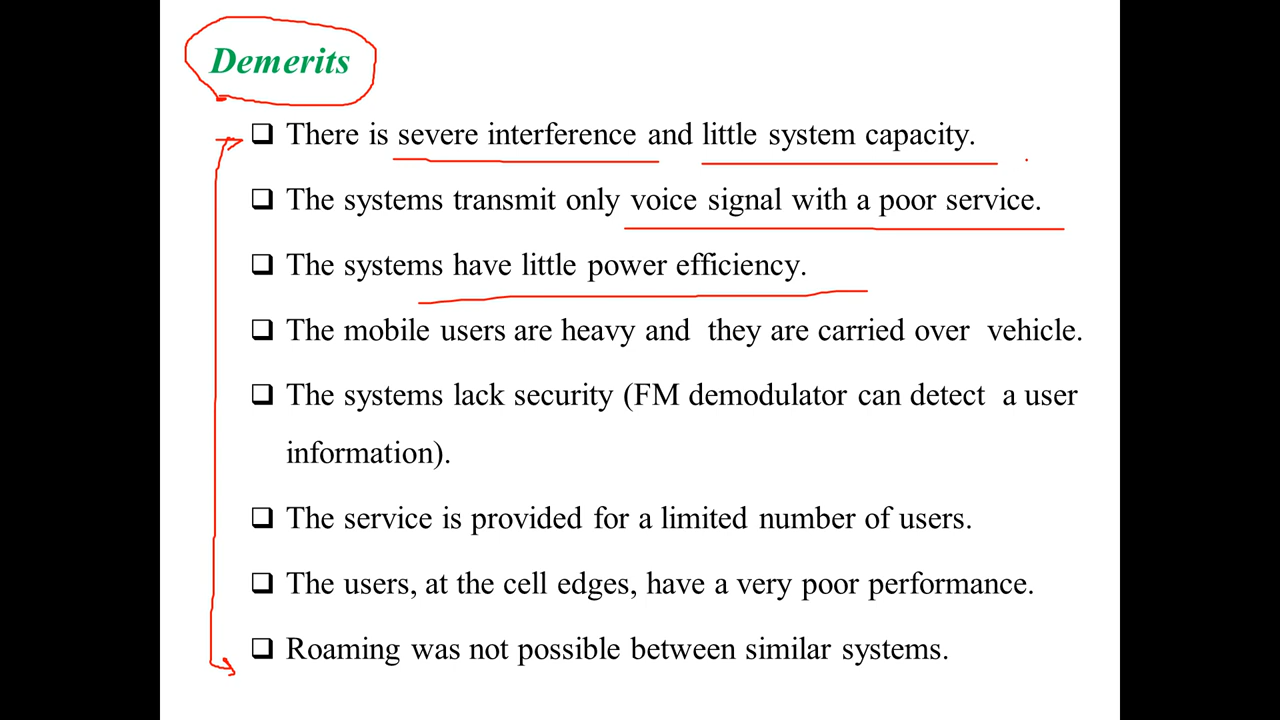 Demerits
There is severe interference and little system capacity.
The systems transmit only voice signal with a poor service.
The systems have little power efficiency.
The mobile users are heavy and they are carried over vehicle.
The systems lack security (FM demodulator can detect a user
information).
The service is provided for a limited number of users.
The users, at the cell edges, have a very poor performance.
Roaming was not possible between similar systems.